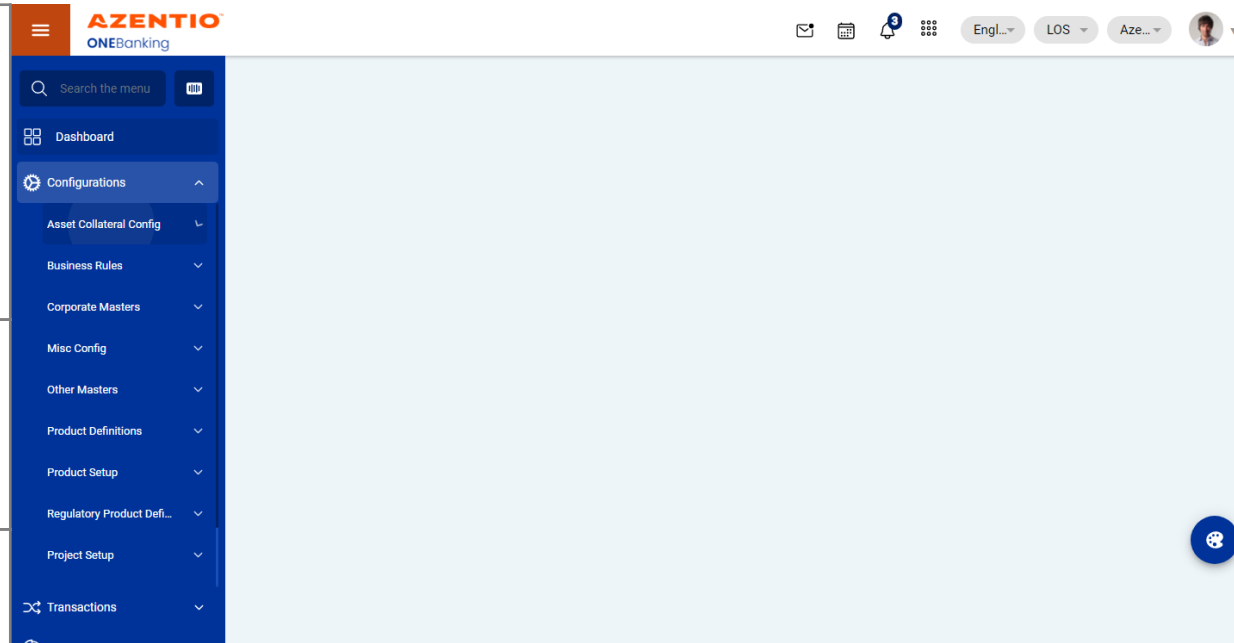 AZENTIO
ONEBanking
3
Engl...
LOS
Aze...
Search the menu
Dashboard
Configurations
Asset Collateral Config
Business Rules
Corporate Masters
Misc Config
Other Masters
Product Definitions
Product Setup
Regulatory Product Defi...
Project Setup
Transactions